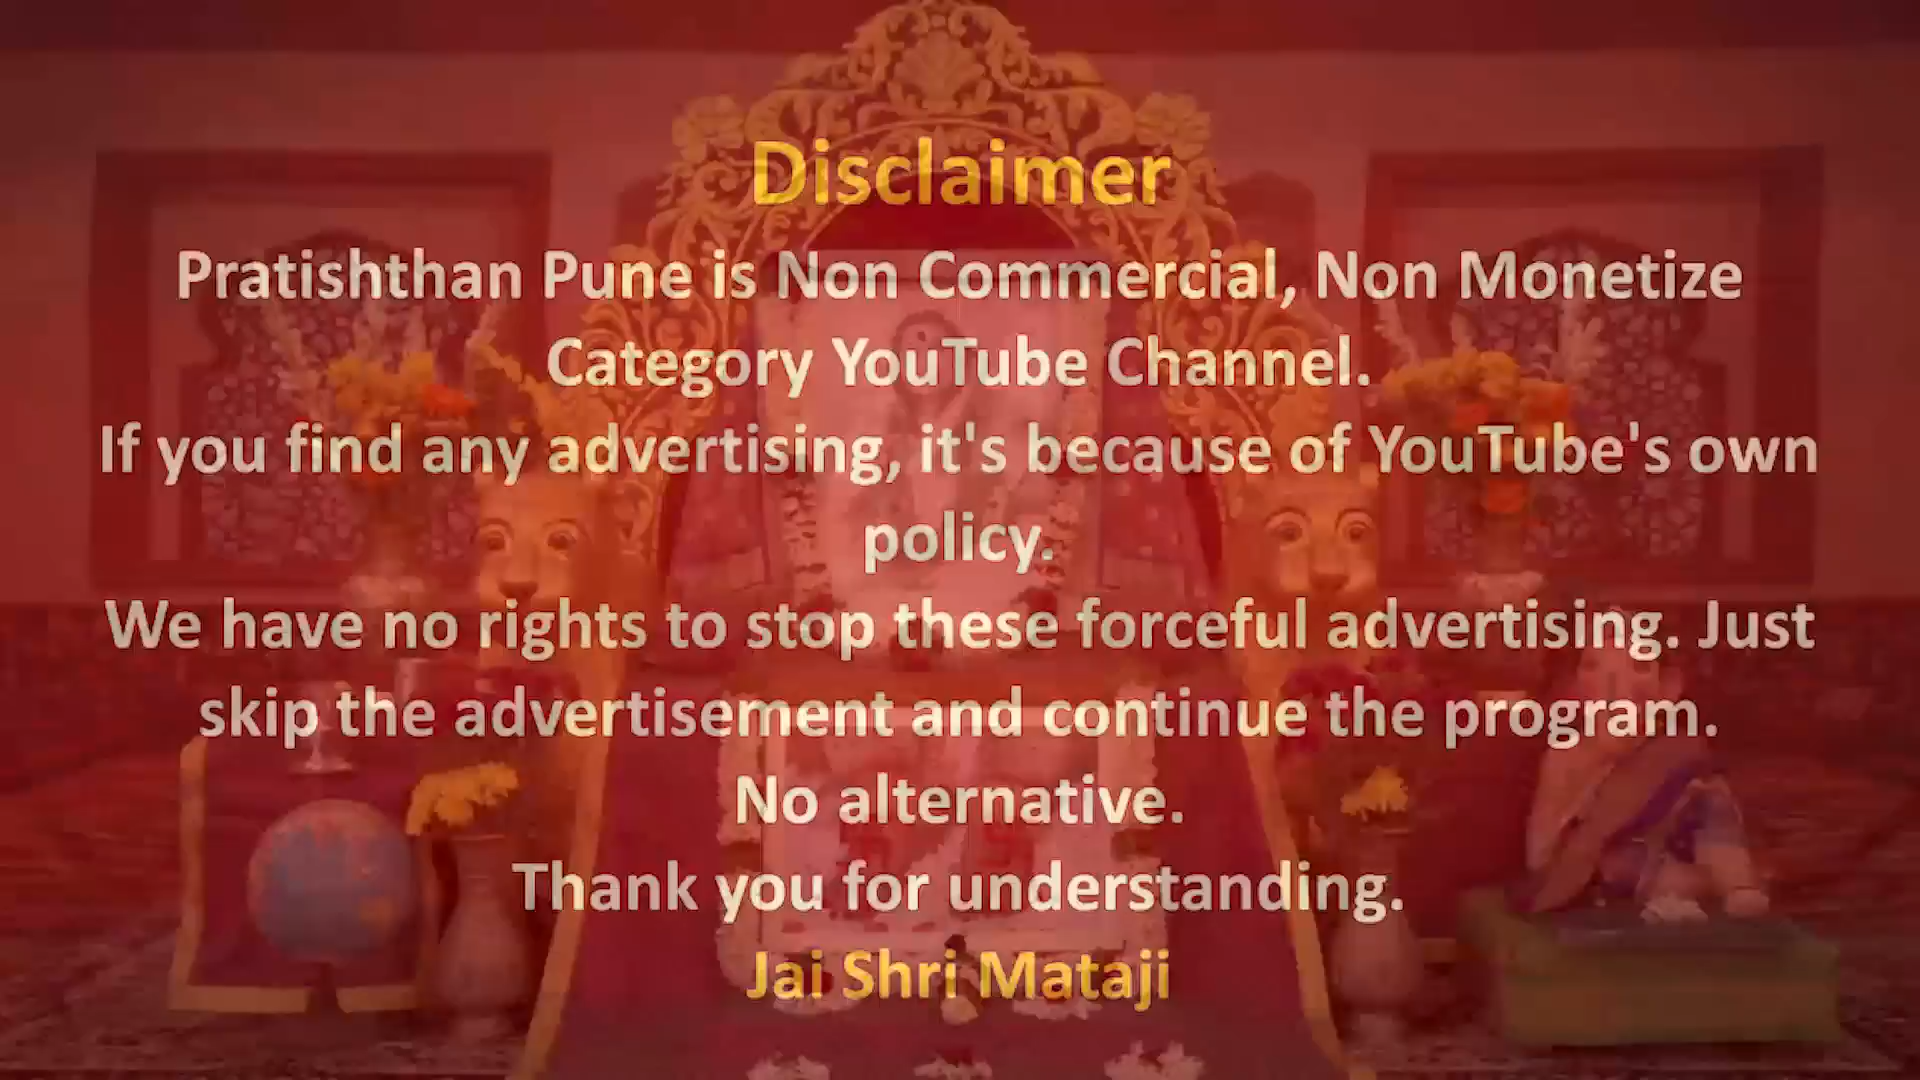 Disclaimer
Pratishthan Pune is Non Commercial, Non Monetize
Category YouTube Channel.
If you find any advertising, it's because of YouTube's own
policy.
We have no rights to stop these forceful advertising. Just
skip the advertisement and continue the program.
No alternative.
Thank you for understanding.
Jai Shri Mataji